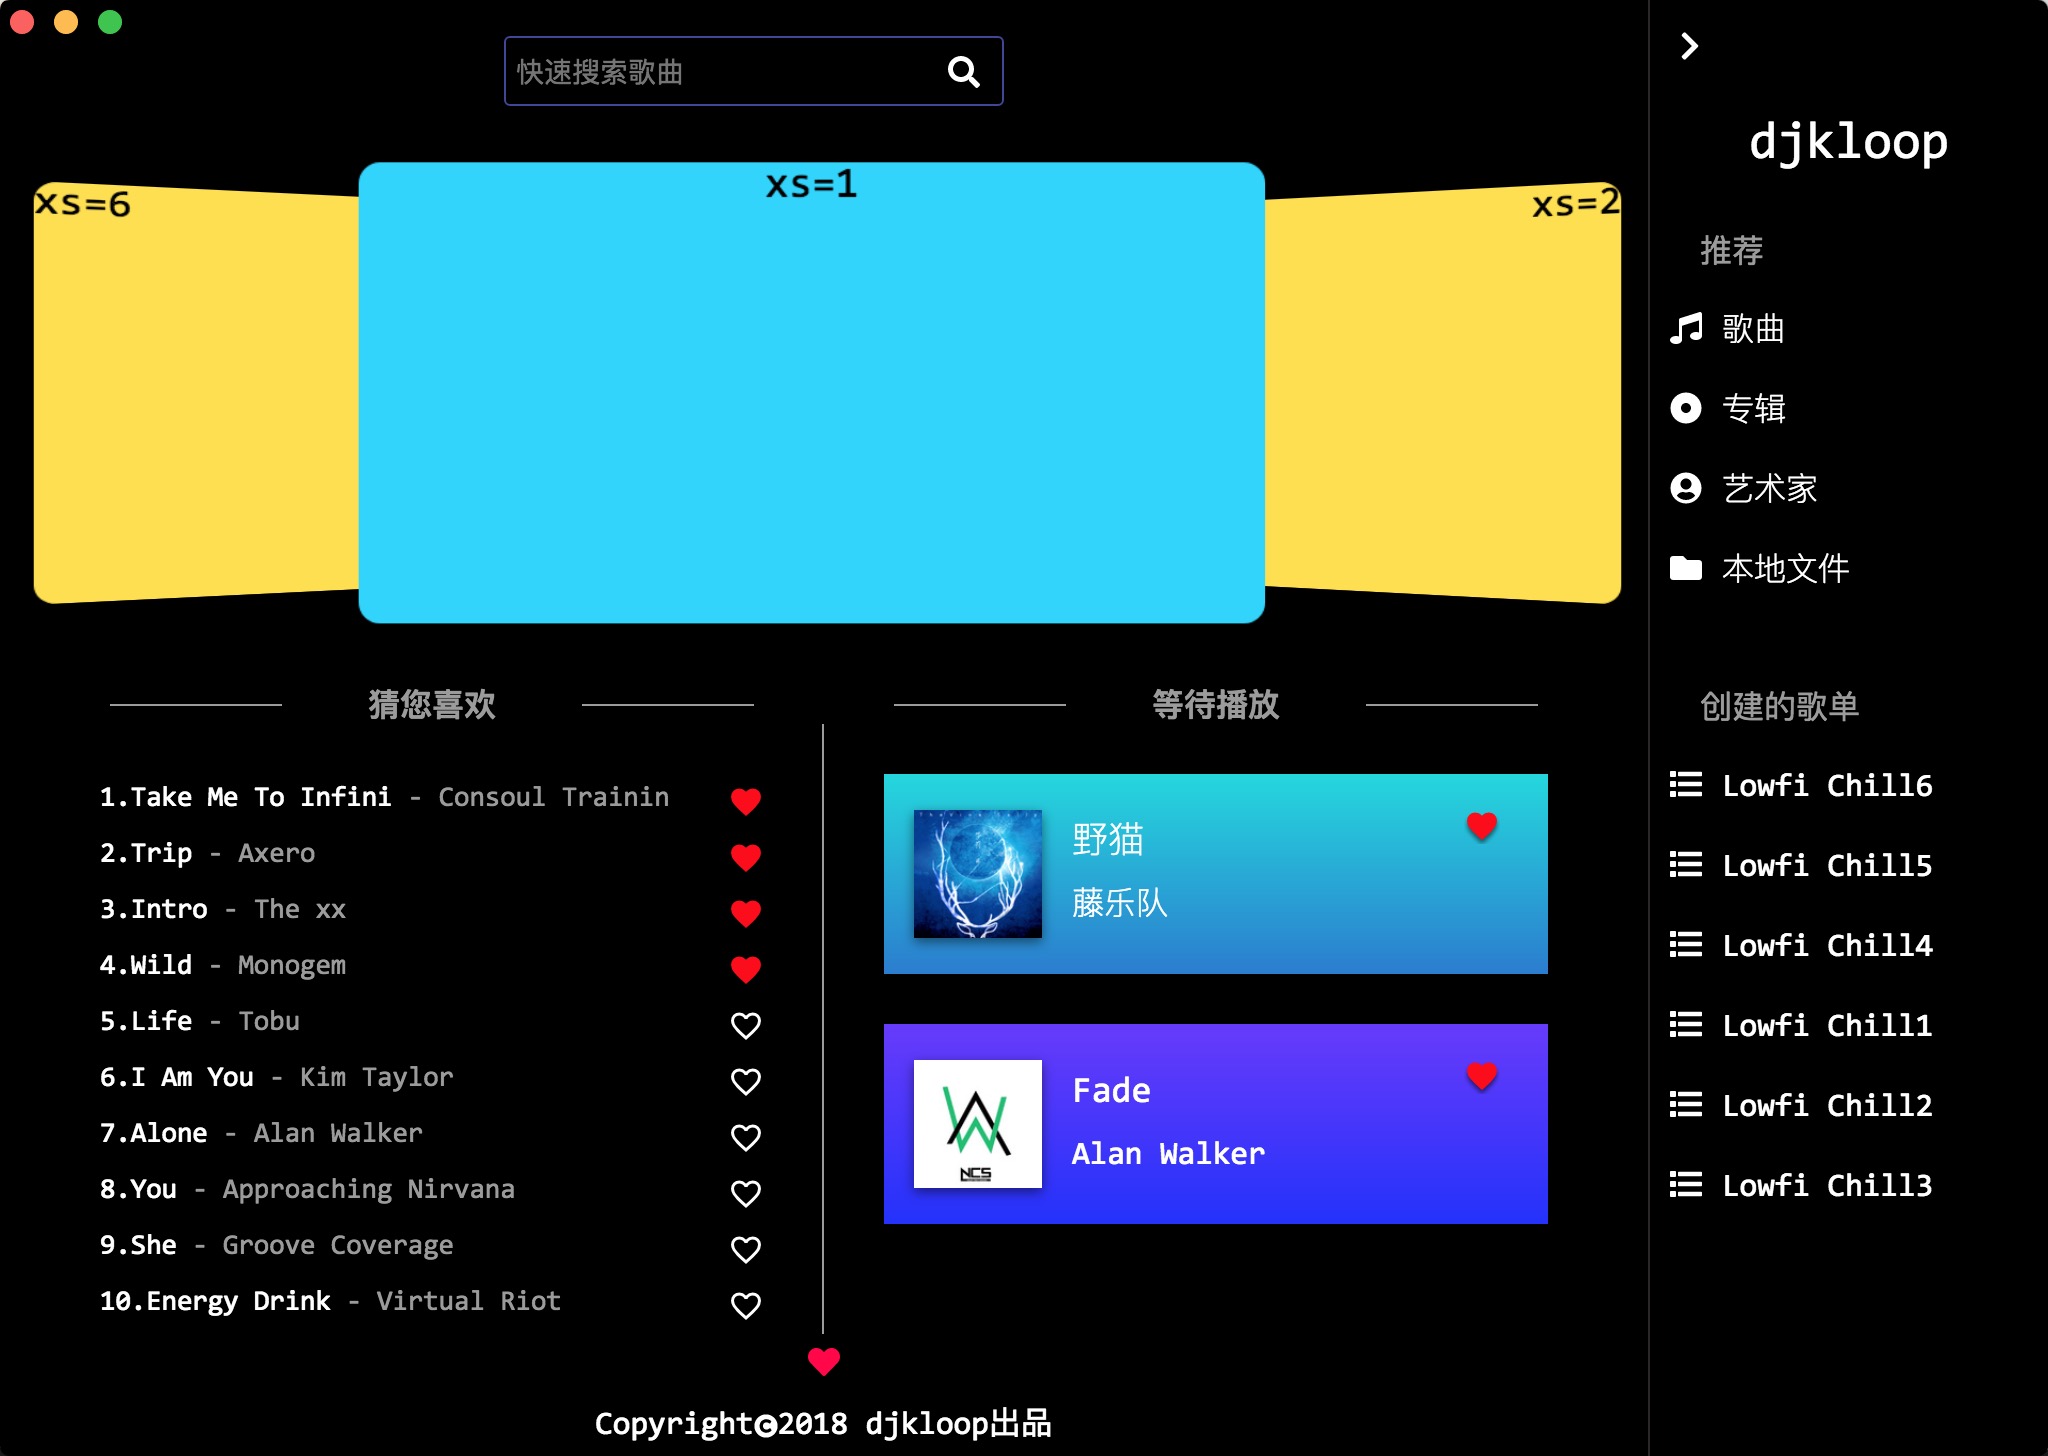 快速搜索歌曲
xs=6
xs=1
xs=2
猜您喜欢
1.Take Me To Infini - Consoul Trainin
2.Trip - Axero
3.Intro - The xx
4.Wild - Monogem
5.Life - Tobu
6.I Am You - Kim Taylor
7.Alone - Alan Walker
8.You - Approaching Nirvana
9.She - Groove Coverage
10.Energy Drink - Virtual Riot
等待播放
野猫
藤乐队
NCS
Fade
Alan Walker
Copyright©2018 djkloop出品
djkloop
推荐
歌曲
专辑
艺术家
本地文件
创建的歌单
Lowfi Chill6
Lowfi Chill5
Lowfi Chill4
Lowfi Chill1
Lowfi Chill2
Lowfi Chill3